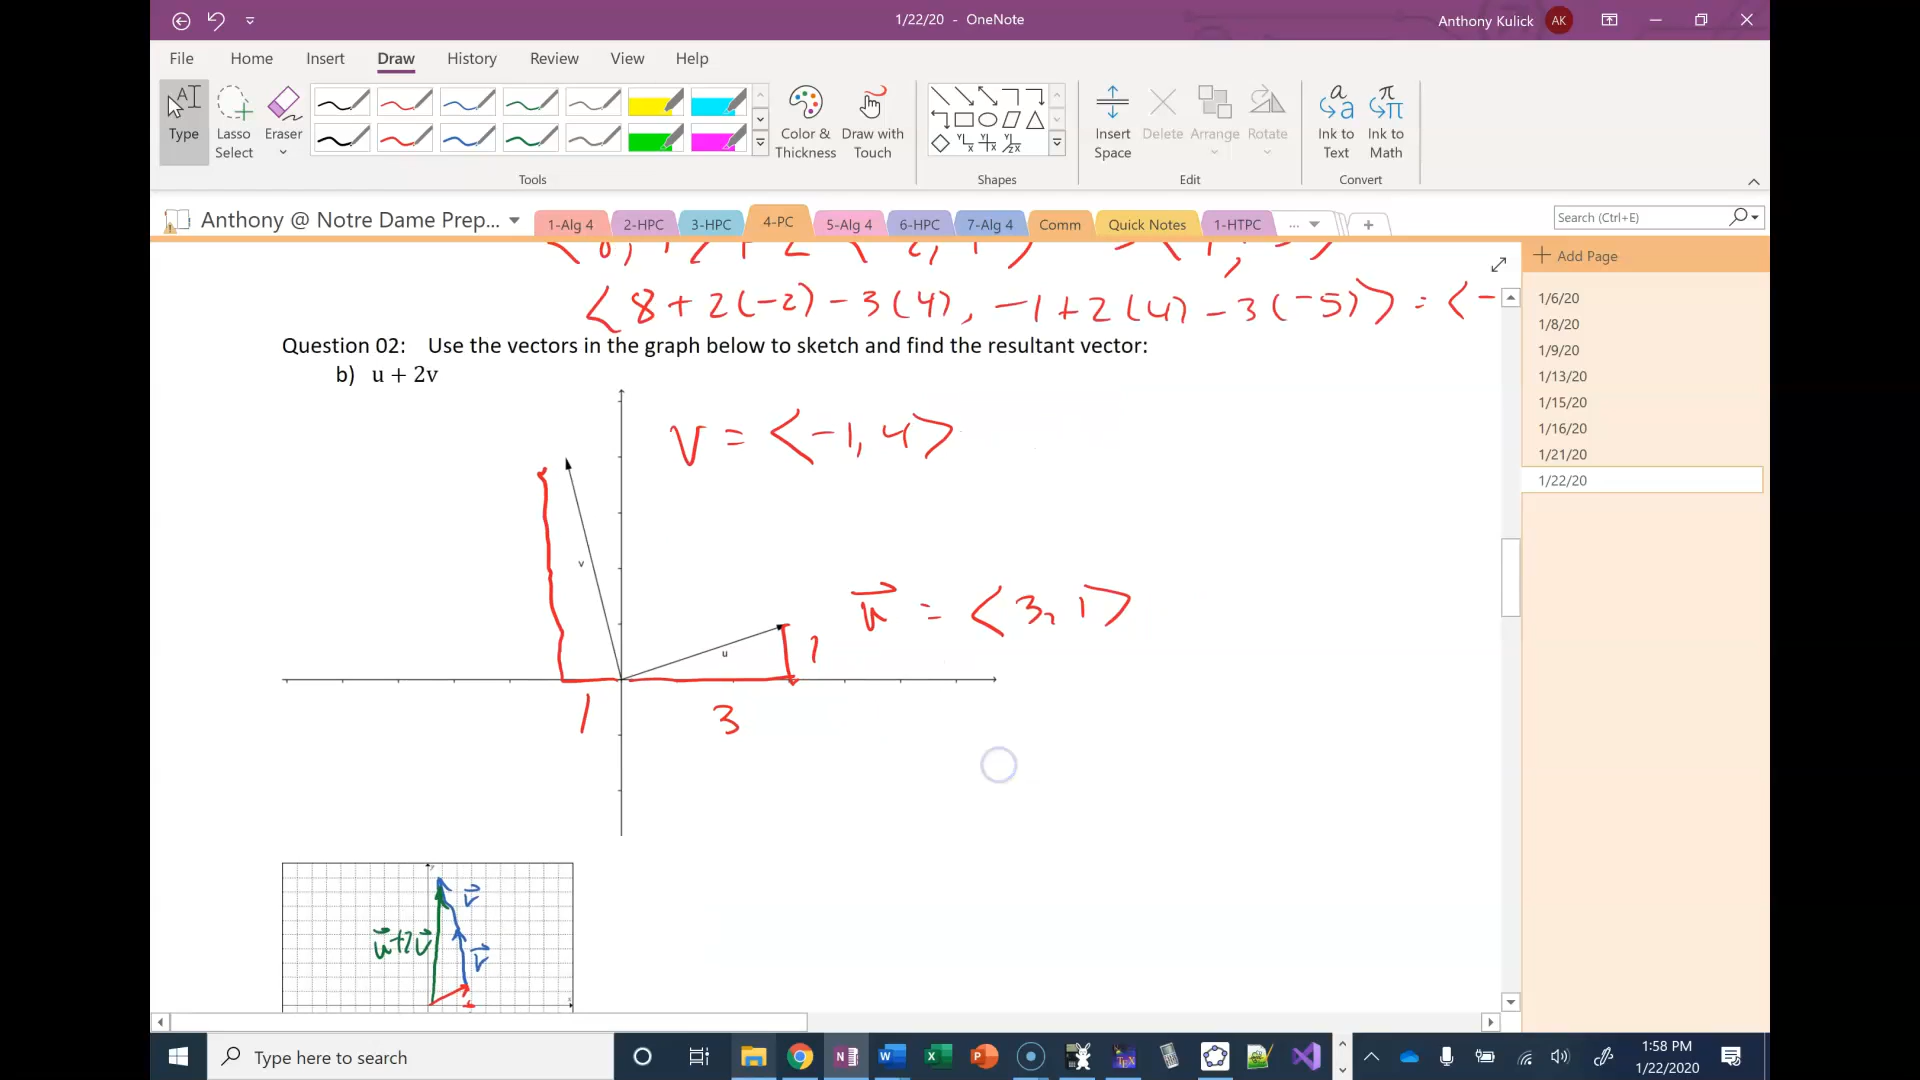 1/22/20 - OneNote
Anthony Kulick AK
File Home Insert Draw History Review View Help
Type
Lasso Select
Eraser
Color & Thickness
Draw with Touch
Insert Space
Delete
Arrange
Rotate
Ink to Text
Ink to Math
Tools Shapes Edit Convert
Anthony @ Notre Dame Prep...
1-Alg 4 2-HPC 3-HPC 4-PC 5-Alg 4 6-HPC 7-Alg 4 Comm Quick Notes 1-HTPC ...
Search (Ctrl+E)
Add Page
1/6/20
1/8/20
1/9/20
1/13/20
1/15/20
1/16/20
1/21/20
1/22/20
<8 + 2(-2) - 3(4), -1 + 2(4) - 3(-5)> = <-
Question 02: Use the vectors in the graph below to sketch and find the resultant vector:
b) u + 2v
V = <-1, 4>
v
u⃗ = <3, 1>
u
1
1 3
v⃗
u⃗+2v⃗
v⃗
Type here to search
1:58 PM
1/22/2020